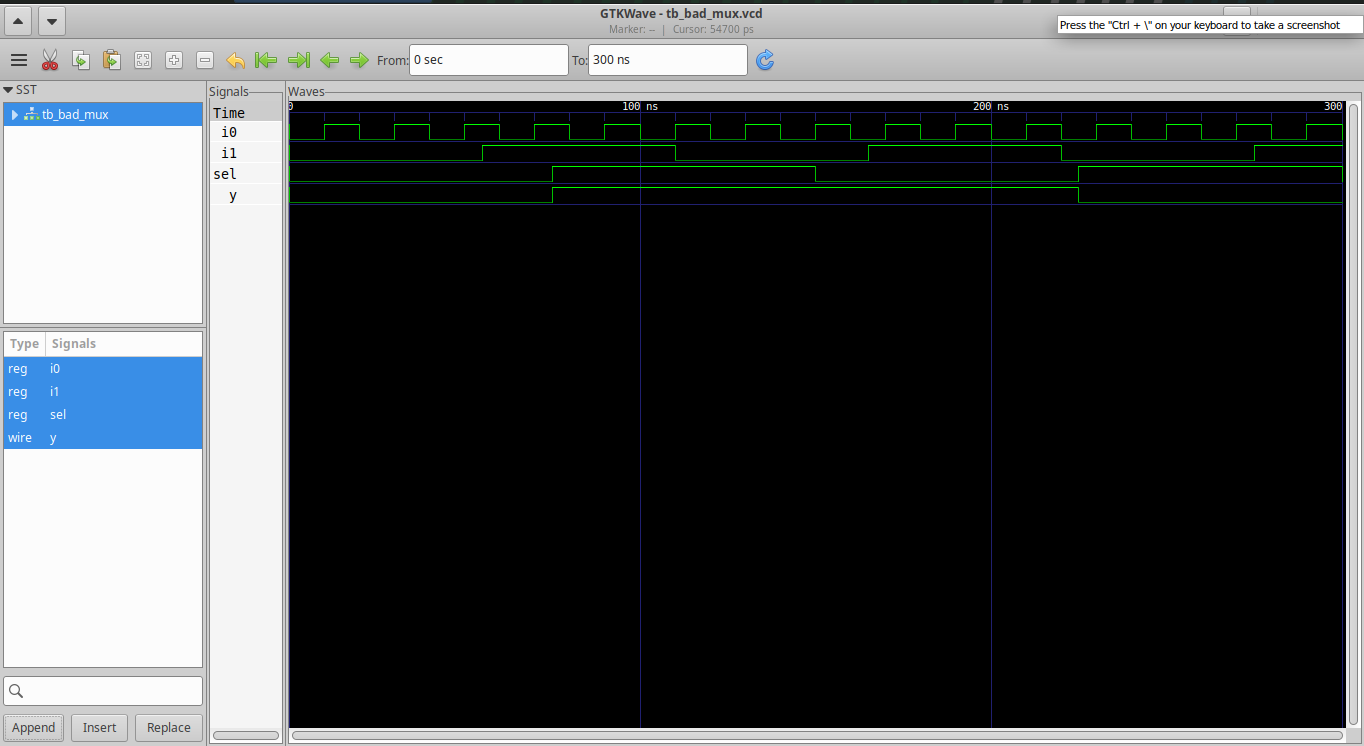 GTKWave - tb_bad_mux.vcd
Marker: -- | Cursor: 54700 ps
Press the "Ctrl + \" on your keyboard to take a screenshot
From: 0 sec To: 300 ns
SST
tb_bad_mux
Type Signals
reg i0
reg i1
reg sel
wire y
Append Insert Replace
Signals
Time
i0
i1
sel
y
Waves
0 100 ns 200 ns 300